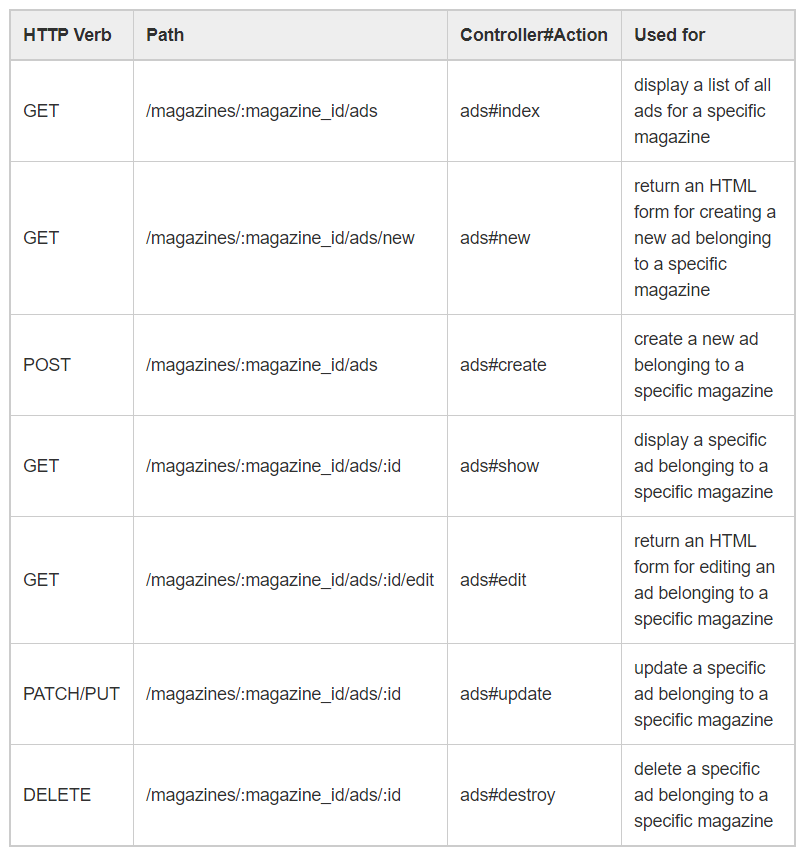 HTTP Verb Path Controller#Action Used for
GET /magazines/:magazine_id/ads ads#index display a list of all
ads for a specific
magazine
GET /magazines/:magazine_id/ads/new ads#new return an HTML
form for creating a
new ad belonging
to a specific
magazine
POST /magazines/:magazine_id/ads ads#create create a new ad
belonging to a
specific magazine
GET /magazines/:magazine_id/ads/:id ads#show display a specific
ad belonging to a
specific magazine
GET /magazines/:magazine_id/ads/:id/edit ads#edit return an HTML
form for editing an
ad belonging to a
specific magazine
PATCH/PUT /magazines/:magazine_id/ads/:id ads#update update a specific
ad belonging to a
specific magazine
DELETE /magazines/:magazine_id/ads/:id ads#destroy delete a specific
ad belonging to a
specific magazine